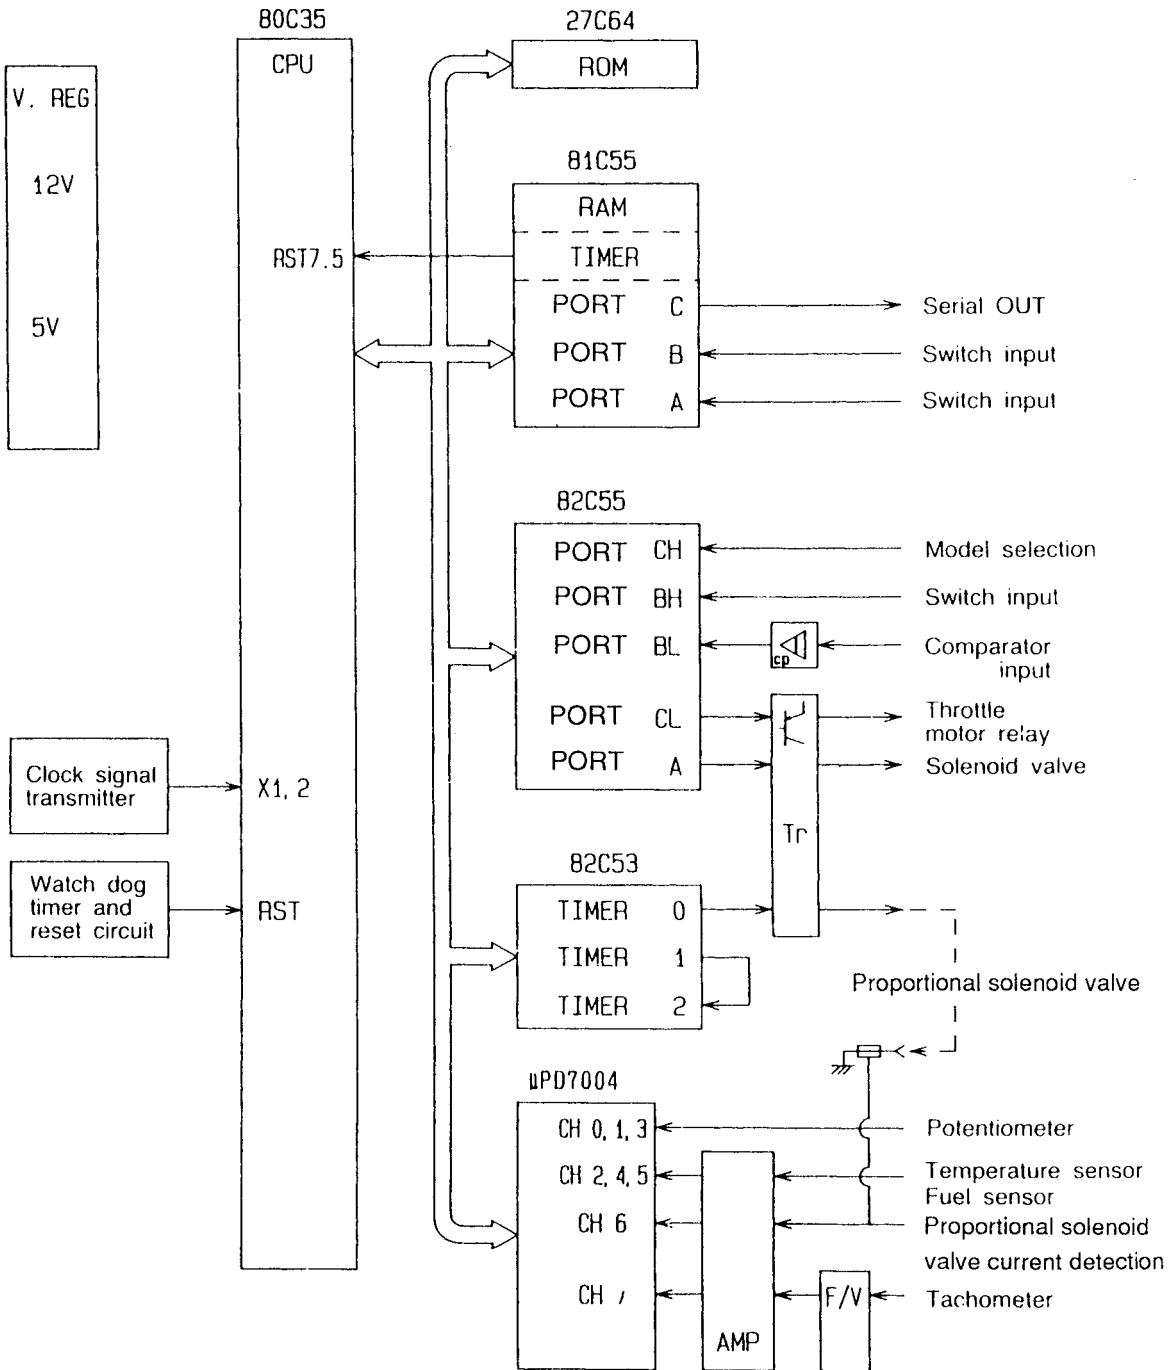 80C35
CPU
RST7.5
X1, 2
RST
V. REG
12V
5V
Clock signal
transmitter
Watch dog
timer and
reset circuit
27C64
ROM
81C55
RAM
TIMER
PORT C
Serial OUT
PORT B
Switch input
PORT A
Switch input
82C55
PORT CH
Model selection
PORT BH
Switch input
PORT BL
cp
Comparator
input
PORT CL
Throttle
motor relay
PORT A
Solenoid valve
Tr
82C53
TIMER 0
TIMER 1
TIMER 2
Proportional solenoid valve
µPD7004
CH 0, 1, 3
Potentiometer
CH 2, 4, 5
Temperature sensor
Fuel sensor
CH 6
Proportional solenoid
valve current detection
CH
AMP
F/V
Tachometer